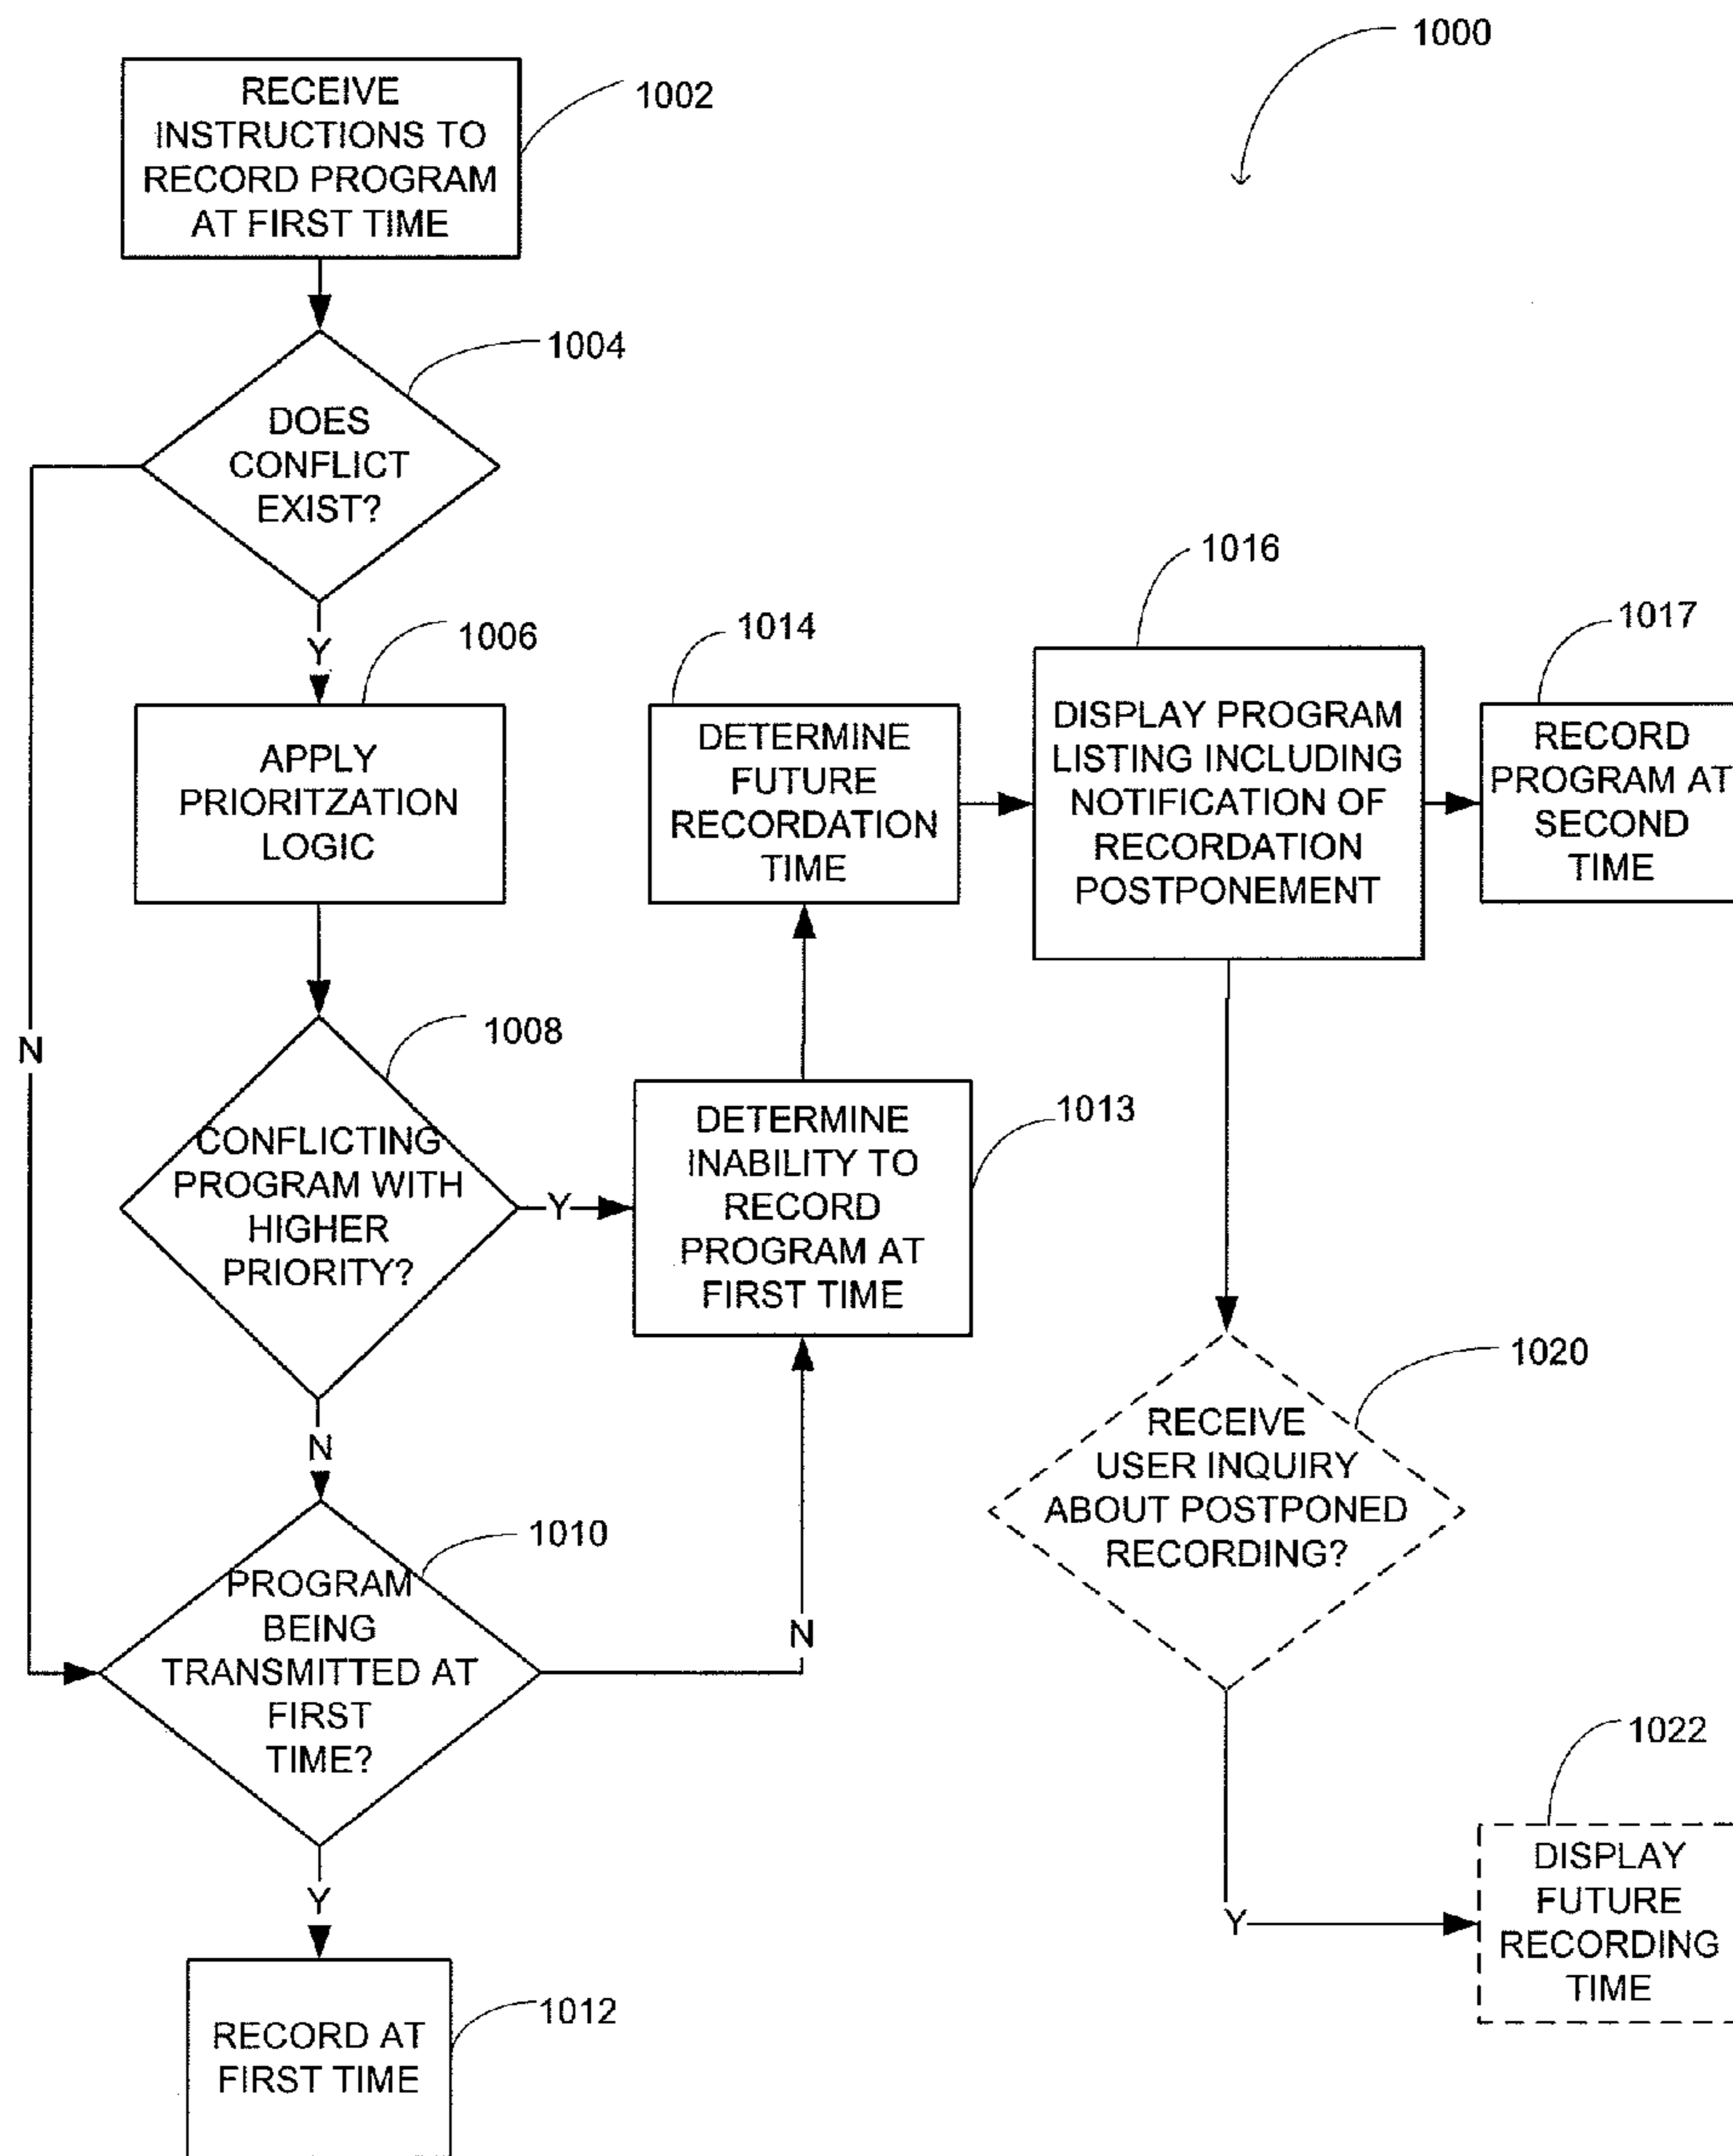 1000
RECEIVE
INSTRUCTIONS TO
RECORD PROGRAM
AT FIRST TIME
1002
DOES
CONFLICT
EXIST?
1004
Y
N
APPLY
PRIORITZATION
LOGIC
1006
CONFLICTING
PROGRAM WITH
HIGHER
PRIORITY?
1008
Y
N
PROGRAM
BEING
TRANSMITTED AT
FIRST
TIME?
1010
N
Y
RECORD AT
FIRST TIME
1012
DETERMINE
INABILITY TO
RECORD
PROGRAM AT
FIRST TIME
1013
DETERMINE
FUTURE
RECORDATION
TIME
1014
DISPLAY PROGRAM
LISTING INCLUDING
NOTIFICATION OF
RECORDATION
POSTPONEMENT
1016
RECORD
PROGRAM AT
SECOND
TIME
1017
RECEIVE
USER INQUIRY
ABOUT POSTPONED
RECORDING?
1020
Y
DISPLAY
FUTURE
RECORDING
TIME
1022